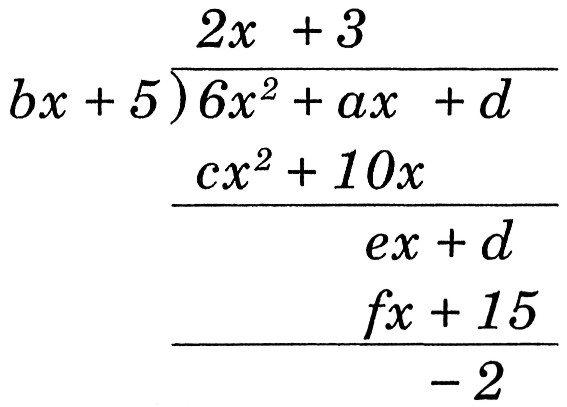 2x + 3
bx + 5)6x² + ax + d
cx² + 10x
ex + d
fx + 15
- 2